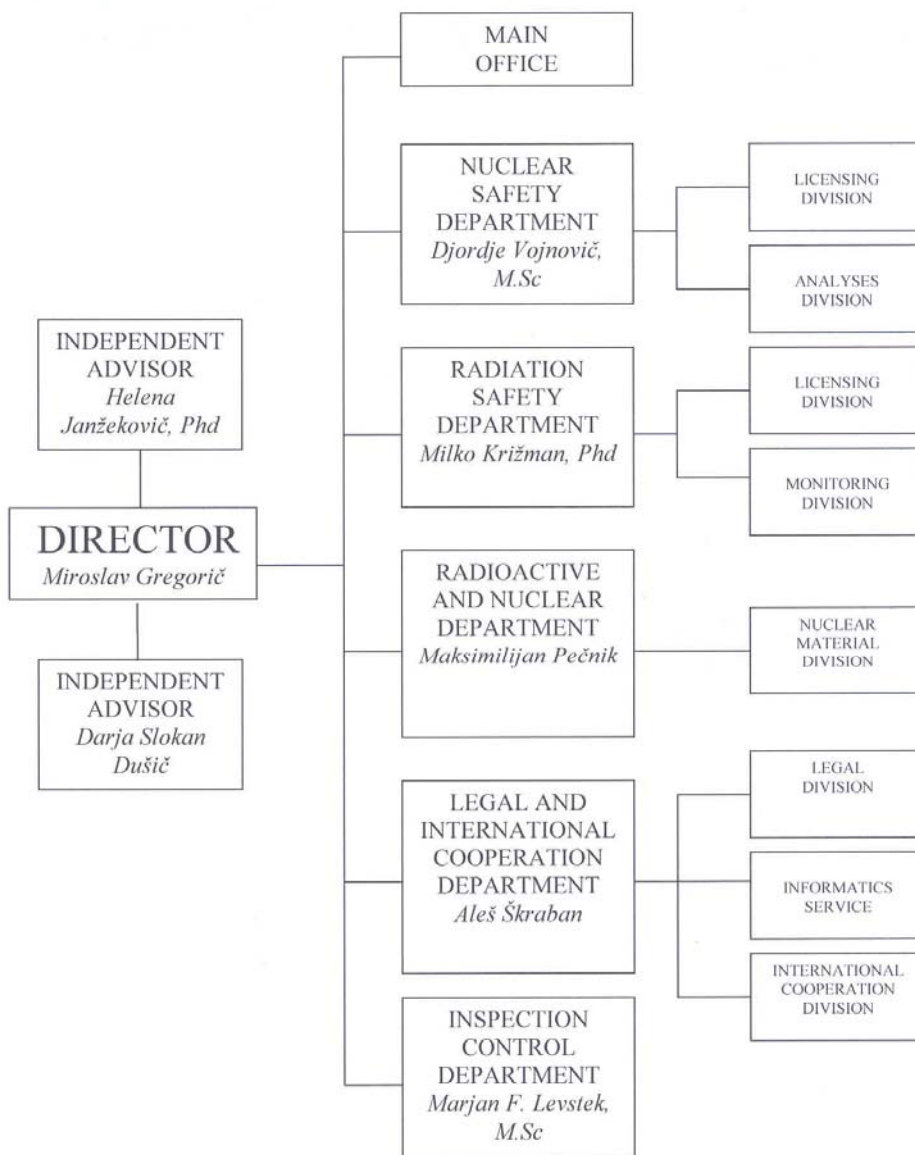 MAIN
OFFICE
NUCLEAR
SAFETY
DEPARTMENT
Djordje Vojnovič,
M.Sc
LICENSING
DIVISION
ANALYSES
DIVISION
INDEPENDENT
ADVISOR
Helena
Janžekovič, Phd
RADIATION
SAFETY
DEPARTMENT
Milko Križman, Phd
LICENSING
DIVISION
MONITORING
DIVISION
DIRECTOR
Miroslav Gregorič
RADIOACTIVE
AND NUCLEAR
DEPARTMENT
Maksimilijan Pečnik
NUCLEAR
MATERIAL
DIVISION
INDEPENDENT
ADVISOR
Darja Slokan
Dušič
LEGAL AND
INTERNATIONAL
COOPERATION
DEPARTMENT
Aleš Škraban
LEGAL
DIVISION
INFORMATICS
SERVICE
INTERNATIONAL
COOPERATION
DIVISION
INSPECTION
CONTROL
DEPARTMENT
Marjan F. Levstek,
M.Sc